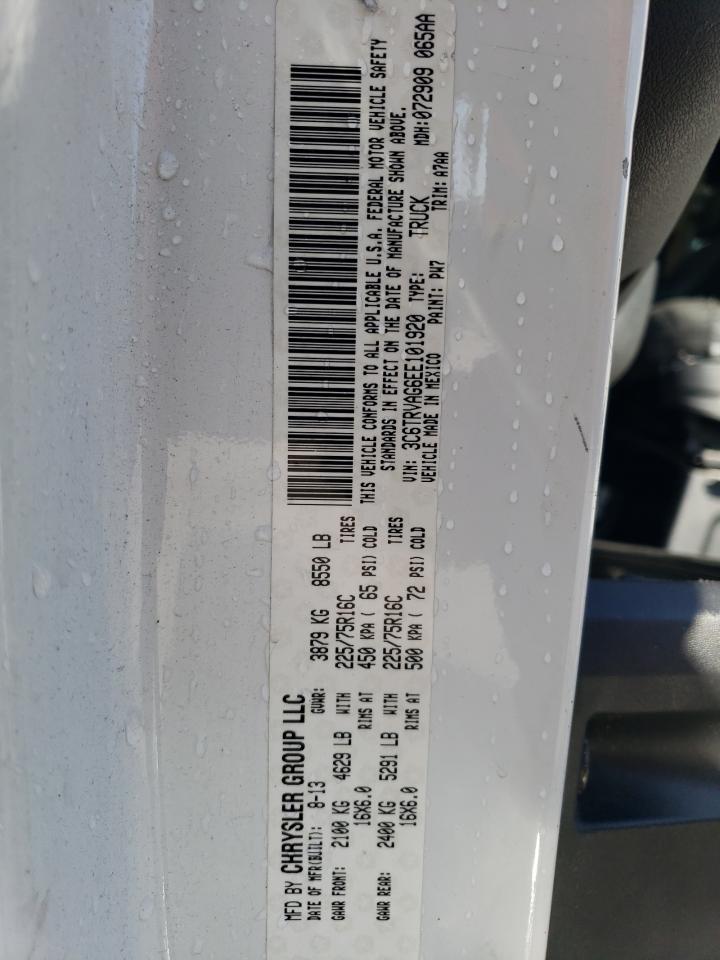 MFD BY CHRYSLER GROUP LLC
DATE OF MFR(BUILT): 8-13 GVWR: 3879 KG 8550 LB
GAWR FRONT: 2100 KG 4629 LB WITH 225/75R16C TIRES
16X6.0 RIMS AT 450 KPA ( 65 PSI) COLD
GAWR REAR: 2400 KG 5291 LB WITH 225/75R16C TIRES
16X6.0 RIMS AT 500 KPA ( 72 PSI) COLD
THIS VEHICLE CONFORMS TO ALL APPLICABLE U.S.A. FEDERAL MOTOR VEHICLE SAFETY
STANDARDS IN EFFECT ON THE DATE OF MANUFACTURE SHOWN ABOVE.
VIN: 3C6TRVAG6EE101920 TYPE: TRUCK MDH:072909 065AA
VEHICLE MADE IN MEXICO PAINT: PW7 TRIM: A7AA